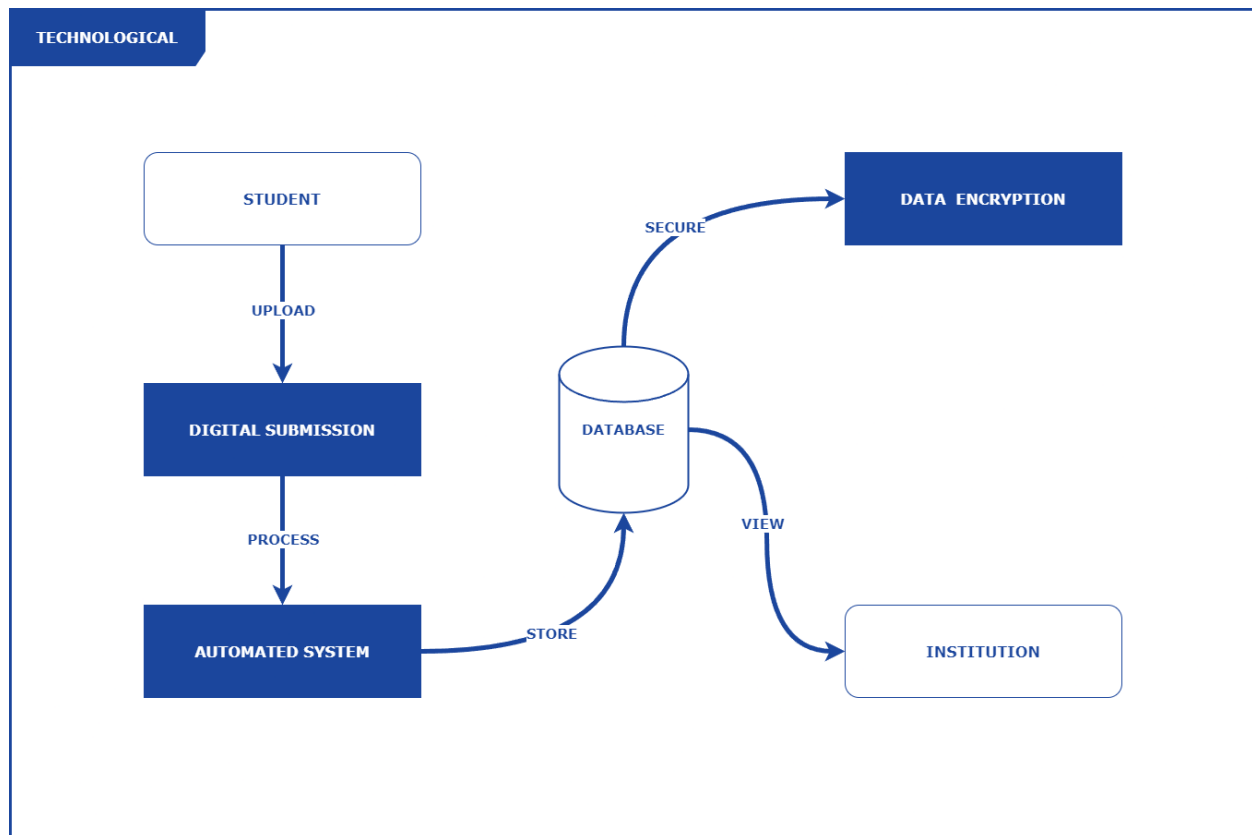 TECHNOLOGICAL
STUDENT
UPLOAD
DIGITAL SUBMISSION
PROCESS
AUTOMATED SYSTEM
STORE
DATABASE
SECURE
DATA ENCRYPTION
VIEW
INSTITUTION